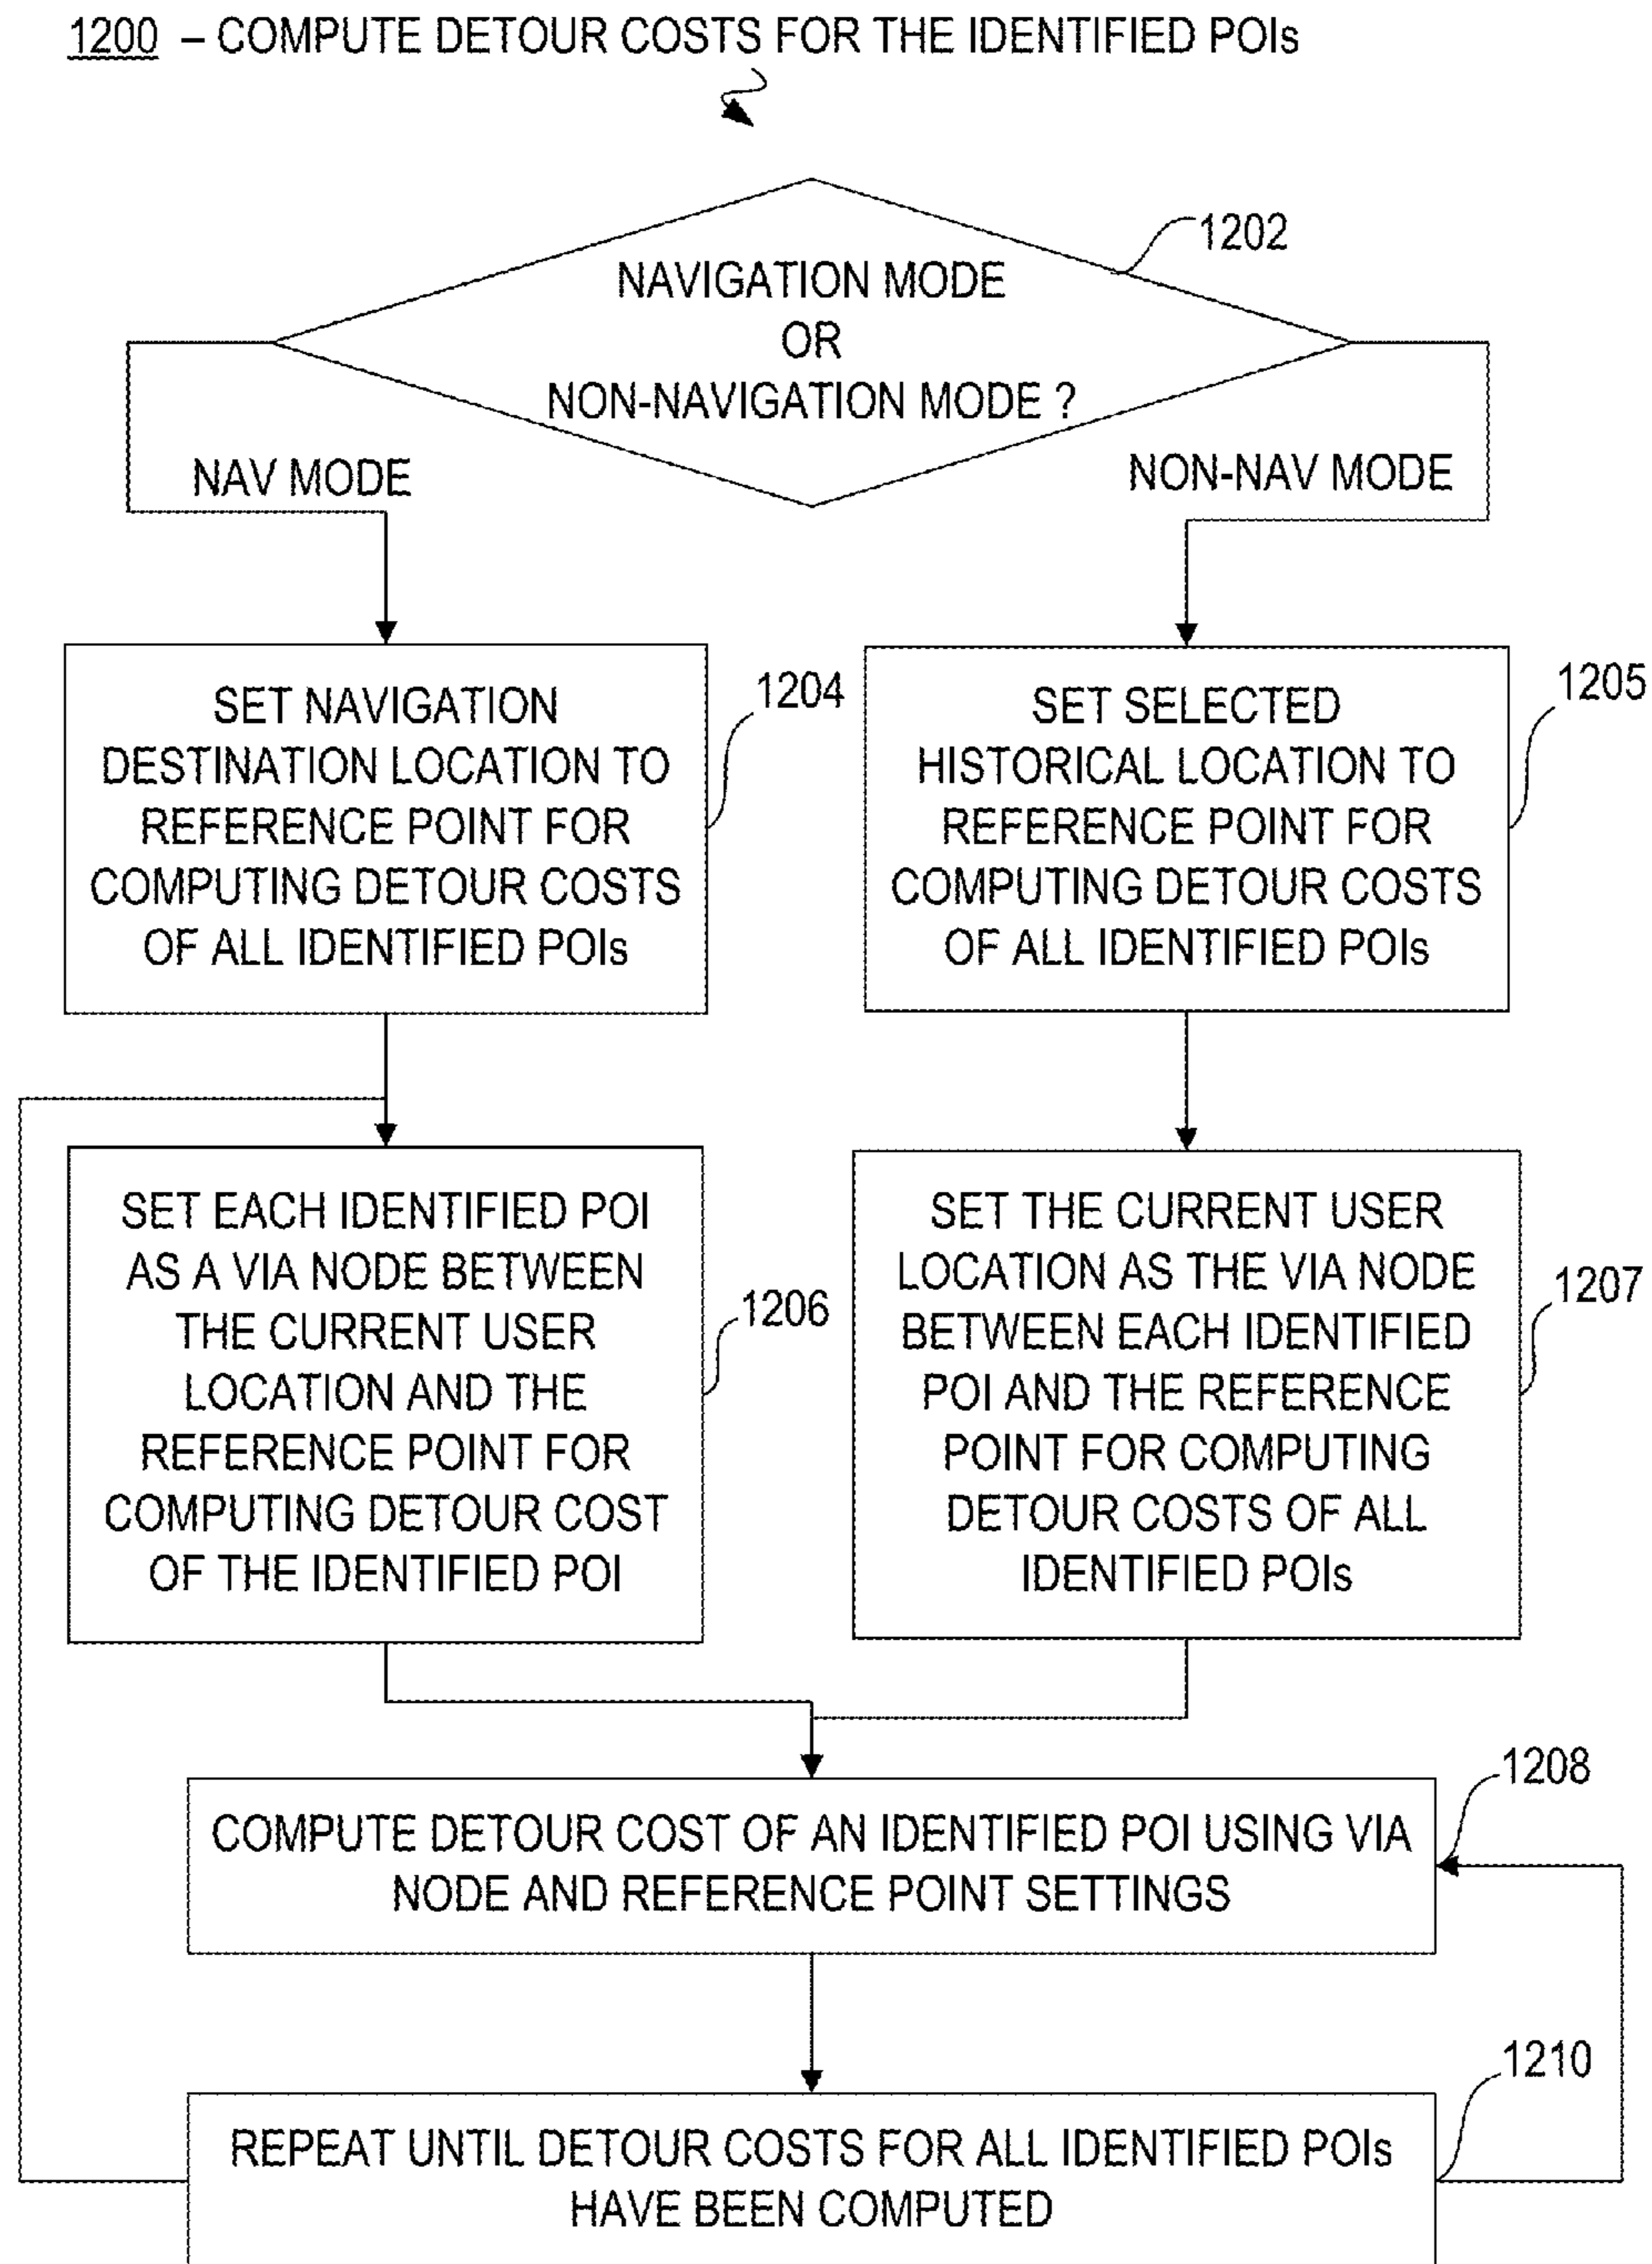 1200 – COMPUTE DETOUR COSTS FOR THE IDENTIFIED POIs
1202
NAVIGATION MODE
OR
NON-NAVIGATION MODE ?
NAV MODE
NON-NAV MODE
1204
SET NAVIGATION
DESTINATION LOCATION TO
REFERENCE POINT FOR
COMPUTING DETOUR COSTS
OF ALL IDENTIFIED POIs
1205
SET SELECTED
HISTORICAL LOCATION TO
REFERENCE POINT FOR
COMPUTING DETOUR COSTS
OF ALL IDENTIFIED POIs
SET EACH IDENTIFIED POI
AS A VIA NODE BETWEEN
THE CURRENT USER
LOCATION AND THE
REFERENCE POINT FOR
COMPUTING DETOUR COST
OF THE IDENTIFIED POI
1206
SET THE CURRENT USER
LOCATION AS THE VIA NODE
BETWEEN EACH IDENTIFIED
POI AND THE REFERENCE
POINT FOR COMPUTING
DETOUR COSTS OF ALL
IDENTIFIED POIs
1207
1208
COMPUTE DETOUR COST OF AN IDENTIFIED POI USING VIA
NODE AND REFERENCE POINT SETTINGS
1210
REPEAT UNTIL DETOUR COSTS FOR ALL IDENTIFIED POIs
HAVE BEEN COMPUTED